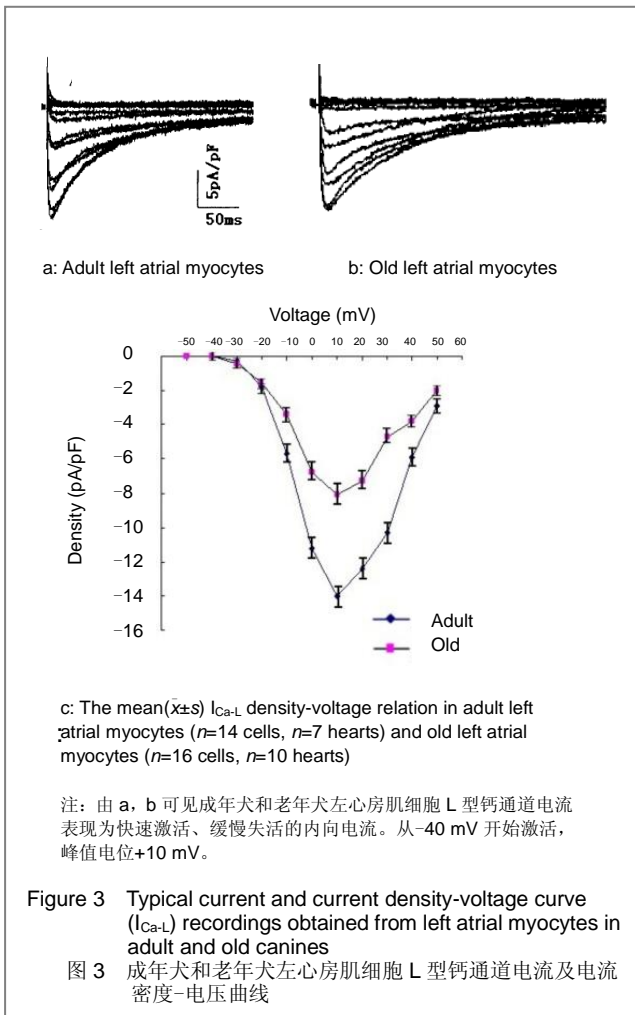 5pA/pF
50ms
a: Adult left atrial myocytes
b: Old left atrial myocytes
Voltage (mV)
−50 −40 −30 −20 −10 0 10 20 30 40 50 60
0
−2
−4
−6
−8
−10
−12
−14
−16
Density (pA/pF)
Adult
Old
c: The mean(x̄±s) I_Ca-L density-voltage relation in adult left
atrial myocytes (n=14 cells, n=7 hearts) and old left atrial
myocytes (n=16 cells, n=10 hearts)
注：由 a，b 可见成年犬和老年犬左心房肌细胞 L 型钙通道电流
表现为快速激活、缓慢失活的内向电流。从−40 mV 开始激活，
峰值电位+10 mV。
Figure 3 Typical current and current density-voltage curve
(I_Ca-L) recordings obtained from left atrial myocytes in
adult and old canines
图 3 成年犬和老年犬左心房肌细胞 L 型钙通道电流及电流
密度-电压曲线